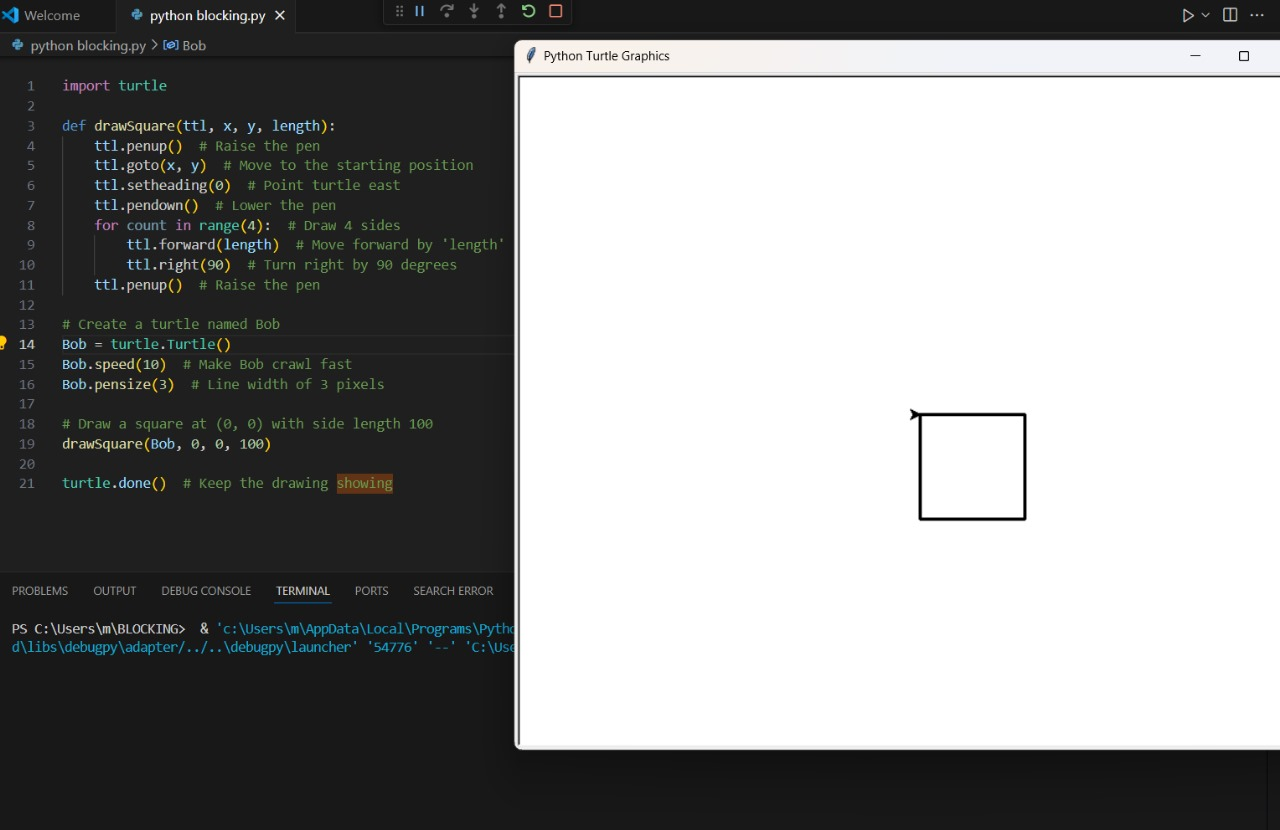 Welcome
python blocking.py
python blocking.py > Bob
Python Turtle Graphics
1 import turtle
2
3 def drawSquare(ttl, x, y, length):
4     ttl.penup()  # Raise the pen
5     ttl.goto(x, y)  # Move to the starting position
6     ttl.setheading(0)  # Point turtle east
7     ttl.pendown()  # Lower the pen
8     for count in range(4):  # Draw 4 sides
9         ttl.forward(length)  # Move forward by 'length'
10         ttl.right(90)  # Turn right by 90 degrees
11     ttl.penup()  # Raise the pen
12
13 # Create a turtle named Bob
14 Bob = turtle.Turtle()
15 Bob.speed(10)  # Make Bob crawl fast
16 Bob.pensize(3)  # Line width of 3 pixels
17
18 # Draw a square at (0, 0) with side length 100
19 drawSquare(Bob, 0, 0, 100)
20
21 turtle.done()  # Keep the drawing showing
PROBLEMS OUTPUT DEBUG CONSOLE TERMINAL PORTS SEARCH ERROR
PS C:\Users\m\BLOCKING>  & 'c:\Users\m\AppData\Local\Programs\Pytho
d\libs\debugpy\adapter/../..\debugpy\launcher' '54776' '--' 'C:\Use